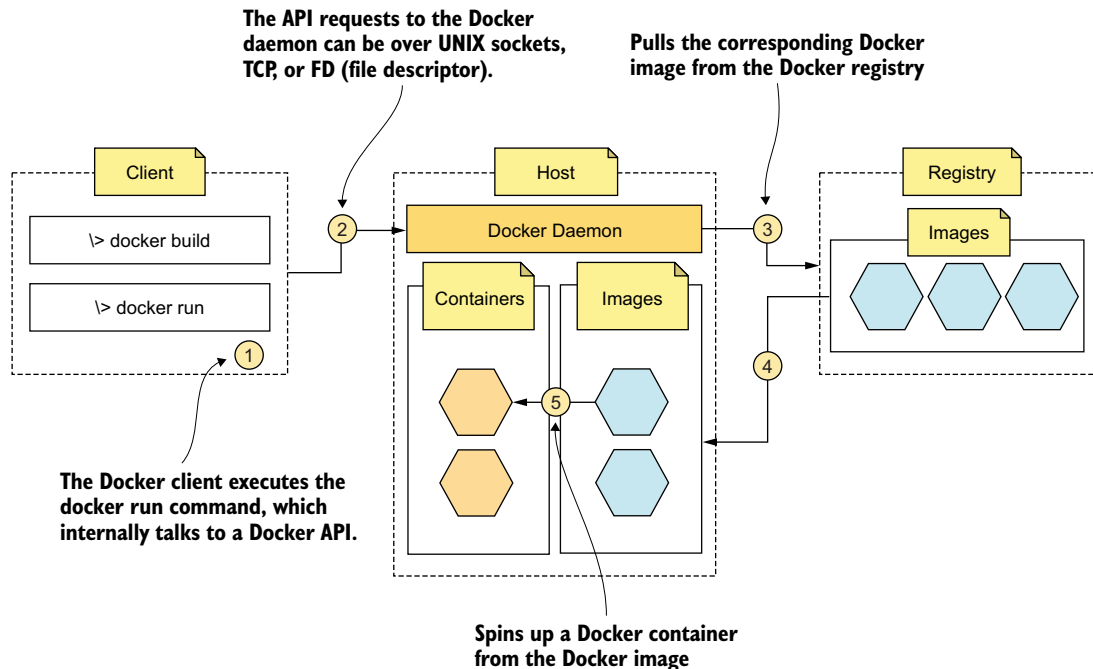 The API requests to the Docker
daemon can be over UNIX sockets,
TCP, or FD (file descriptor).
Pulls the corresponding Docker
image from the Docker registry
Client
Host
Registry
\> docker build
2
Docker Daemon
3
Images
\> docker run
Containers
Images
1
4
5
The Docker client executes the
docker run command, which
internally talks to a Docker API.
Spins up a Docker container
from the Docker image